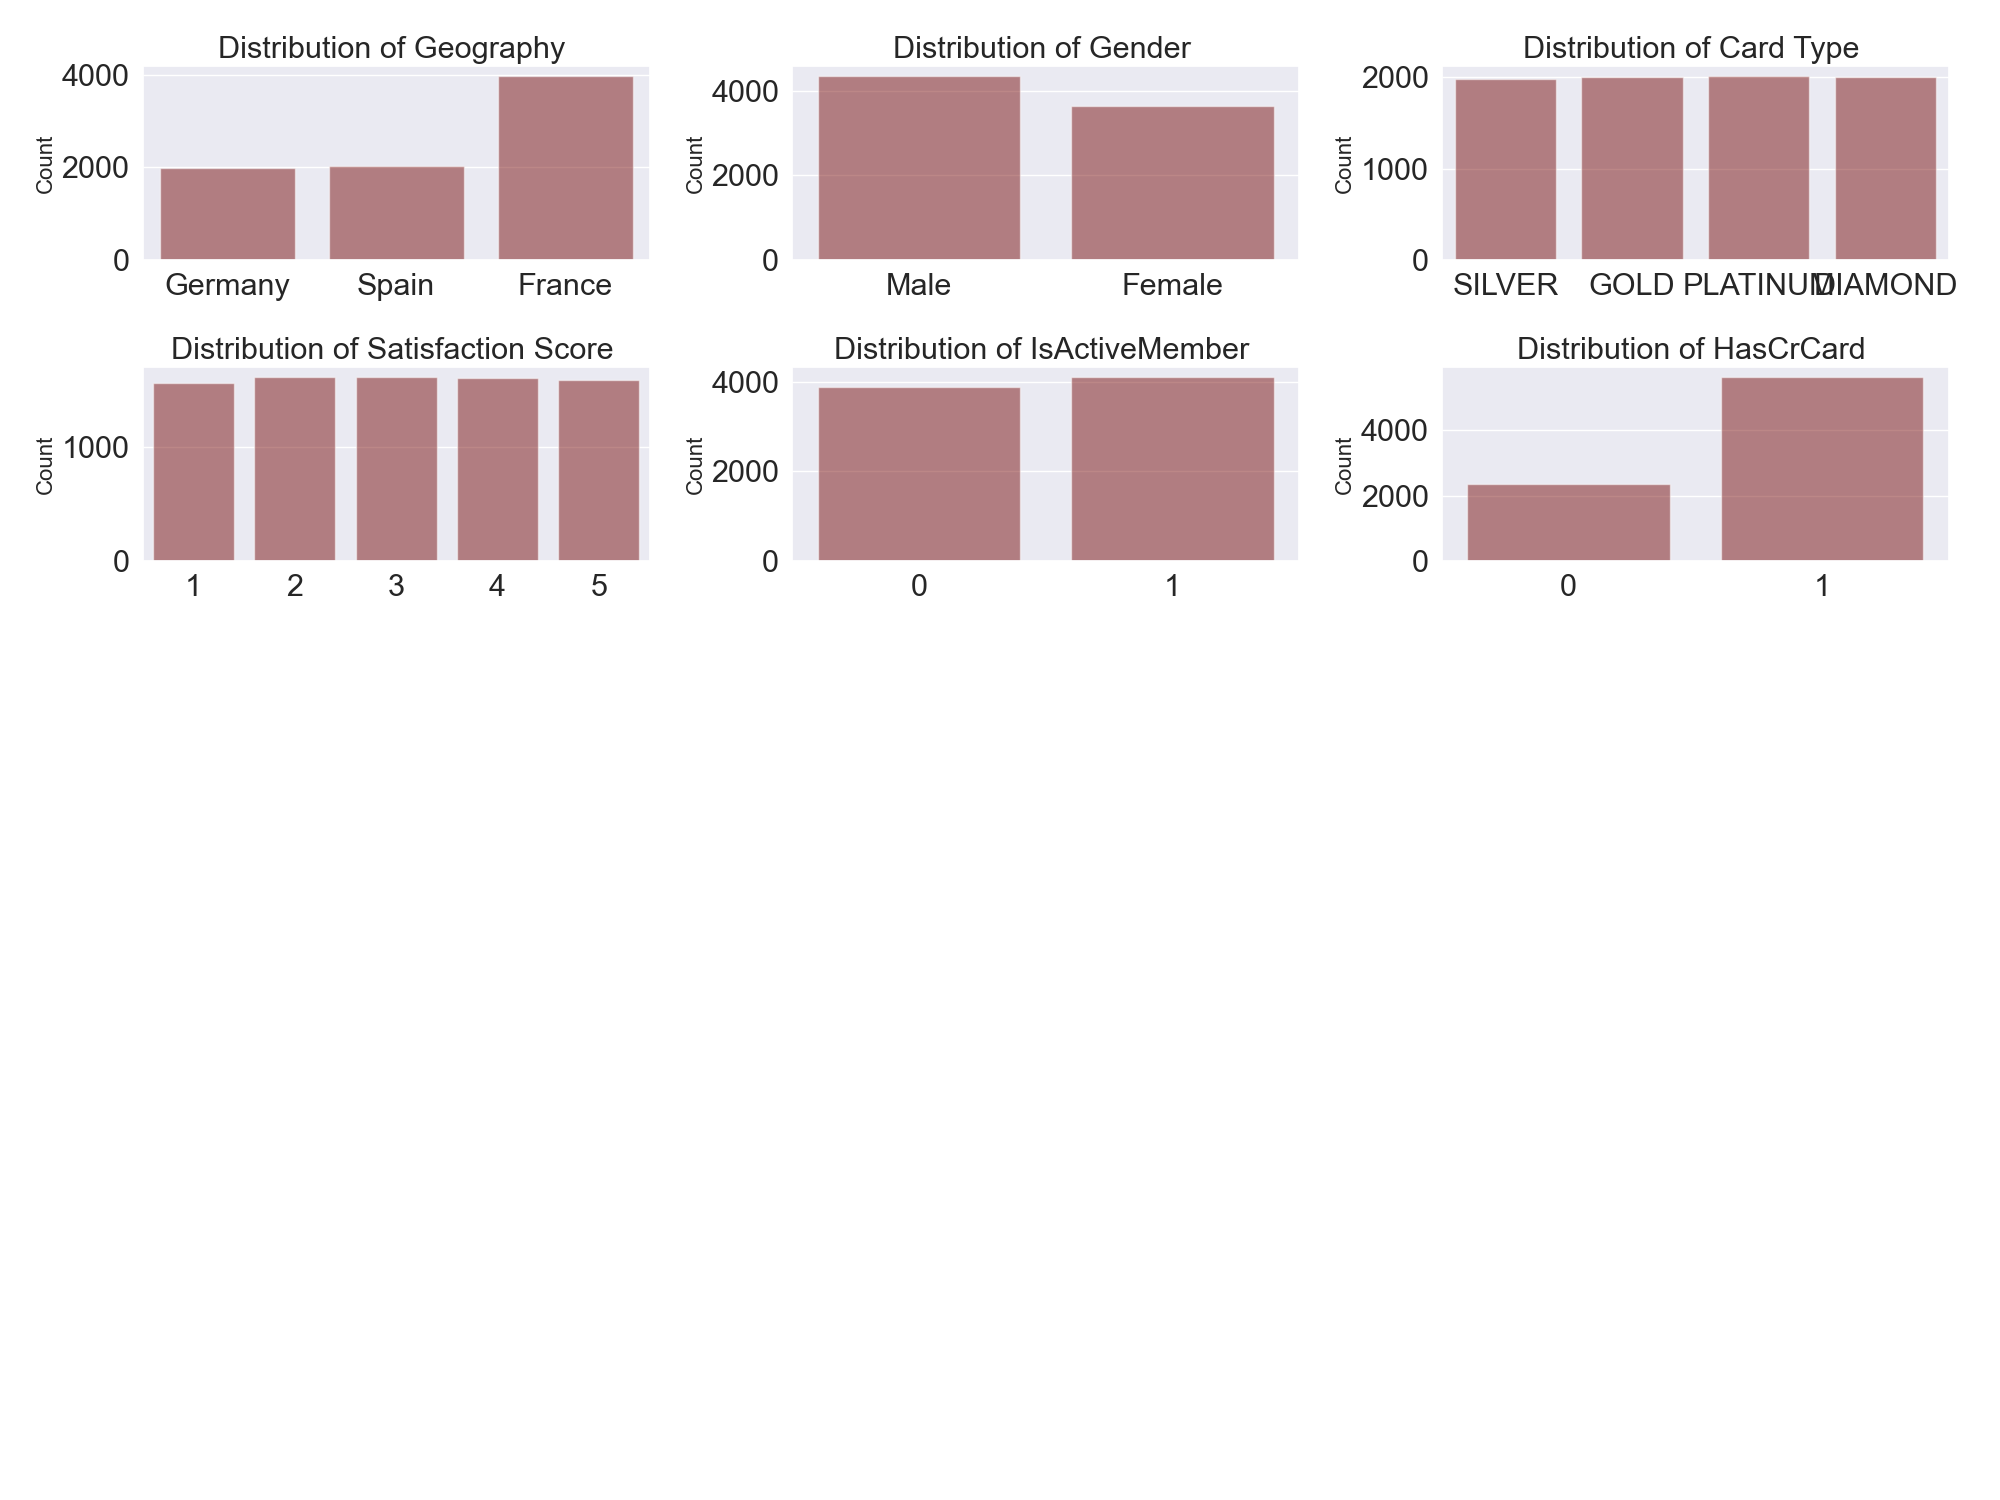 Distribution of Geography
4000
2000
0
Count
Germany Spain France
Distribution of Gender
4000
2000
0
Count
Male Female
Distribution of Card Type
2000
1000
0
Count
SILVER GOLD PLATINUM DIAMOND
Distribution of Satisfaction Score
1000
0
Count
1 2 3 4 5
Distribution of IsActiveMember
4000
2000
0
Count
0 1
Distribution of HasCrCard
4000
2000
0
Count
0 1